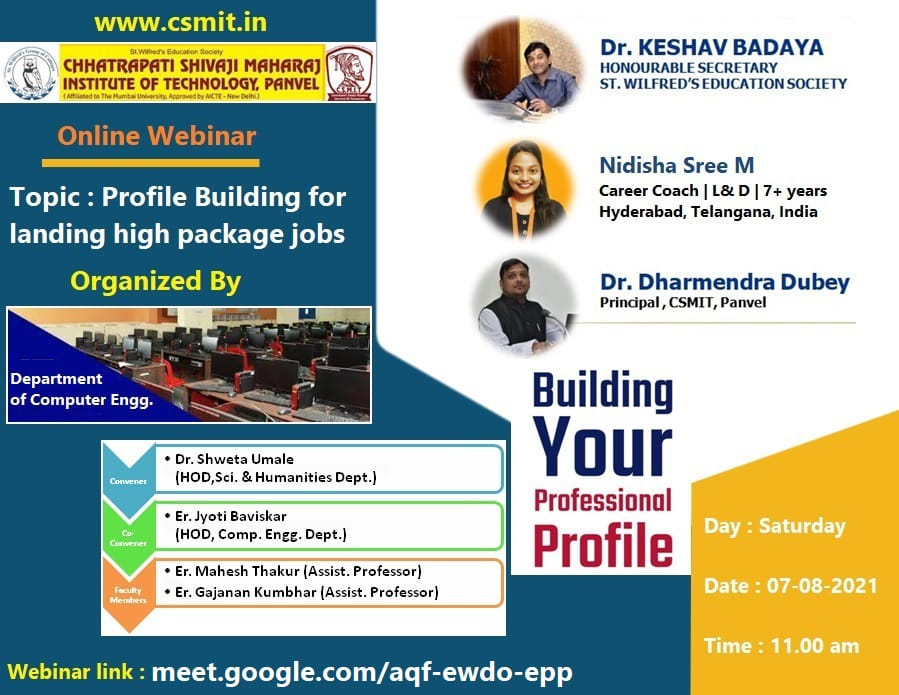 www.csmit.in
St.Wilfred's Education Society
CHHATRAPATI SHIVAJI MAHARAJ
INSTITUTE OF TECHNOLOGY, PANVEL
(Affiliated to The Mumbai University, Approved by AICTE - New Delhi.)
Online Webinar
Topic : Profile Building for
landing high package jobs
Organized By
Department
of Computer Engg.
Convener
• Dr. Shweta Umale
(HOD,Sci. & Humanities Dept.)
Co-
Convener
• Er. Jyoti Baviskar
(HOD, Comp. Engg. Dept.)
Faculty
Members
• Er. Mahesh Thakur (Assist. Professor)
• Er. Gajanan Kumbhar (Assist. Professor)
Webinar link : meet.google.com/aqf-ewdo-epp
Dr. KESHAV BADAYA
HONOURABLE SECRETARY
ST. WILFRED'S EDUCATION SOCIETY
Nidisha Sree M
Career Coach | L& D | 7+ years
Hyderabad, Telangana, India
Dr. Dharmendra Dubey
Principal , CSMIT, Panvel
Building
Your
Professional
Profile
Day : Saturday
Date : 07-08-2021
Time : 11.00 am